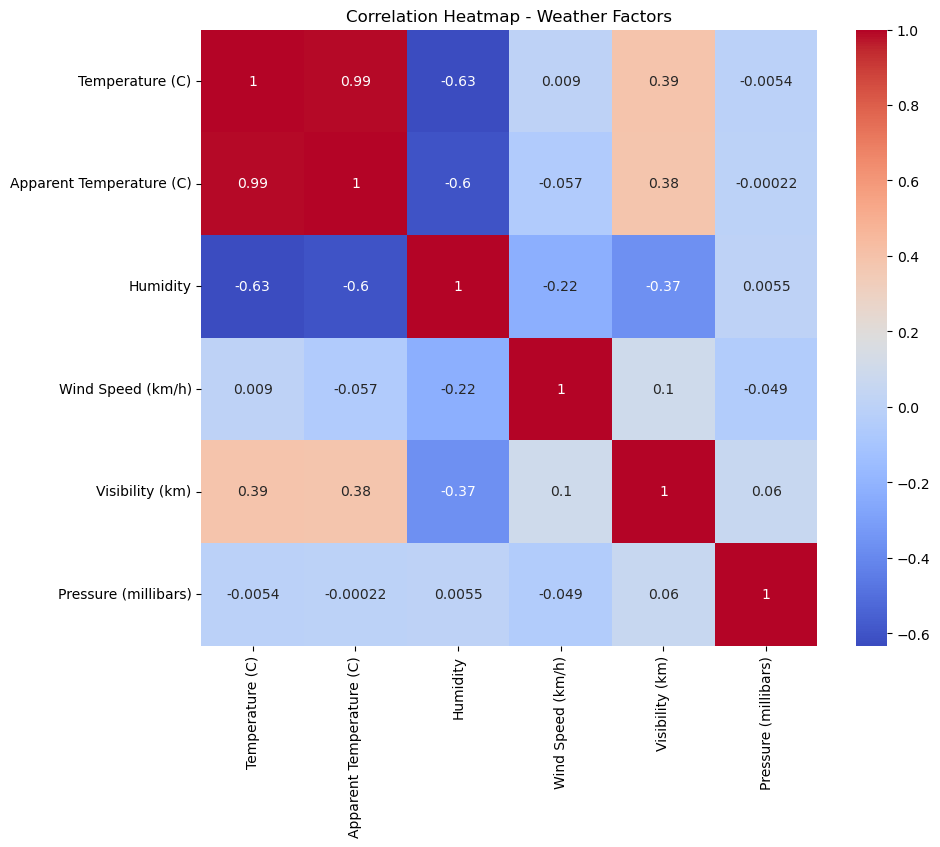 Correlation Heatmap - Weather Factors
Temperature (C) 1 0.99 -0.63 0.009 0.39 -0.0054
Apparent Temperature (C) 0.99 1 -0.6 -0.057 0.38 -0.00022
Humidity -0.63 -0.6 1 -0.22 -0.37 0.0055
Wind Speed (km/h) 0.009 -0.057 -0.22 1 0.1 -0.049
Visibility (km) 0.39 0.38 -0.37 0.1 1 0.06
Pressure (millibars) -0.0054 -0.00022 0.0055 -0.049 0.06 1
Temperature (C)
Apparent Temperature (C)
Humidity
Wind Speed (km/h)
Visibility (km)
Pressure (millibars)
1.0
0.8
0.6
0.4
0.2
0.0
−0.2
−0.4
−0.6